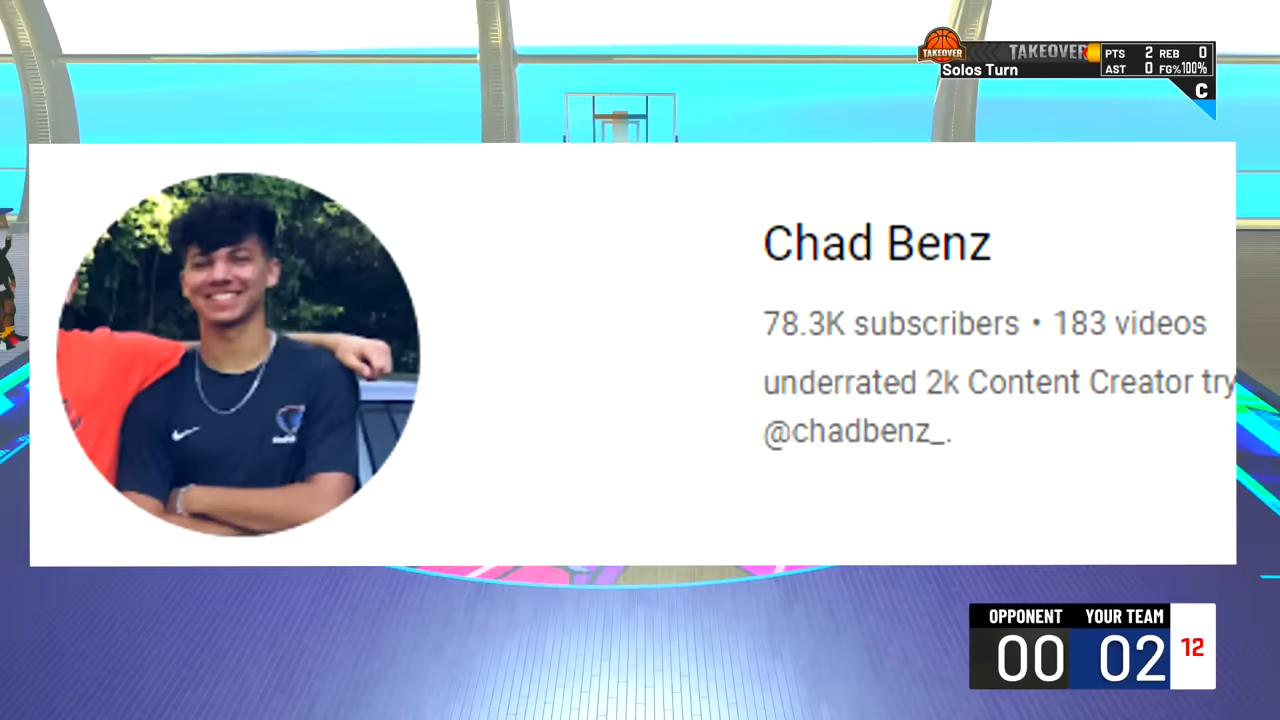 TAKEOVER
TAKEOVER
Solos Turn
PTS 2 REB 0
AST 0 FG% 100%
C
Chad Benz
78.3K subscribers • 183 videos
underrated 2k Content Creator try
@chadbenz_.
OPPONENT YOUR TEAM
00 02 12